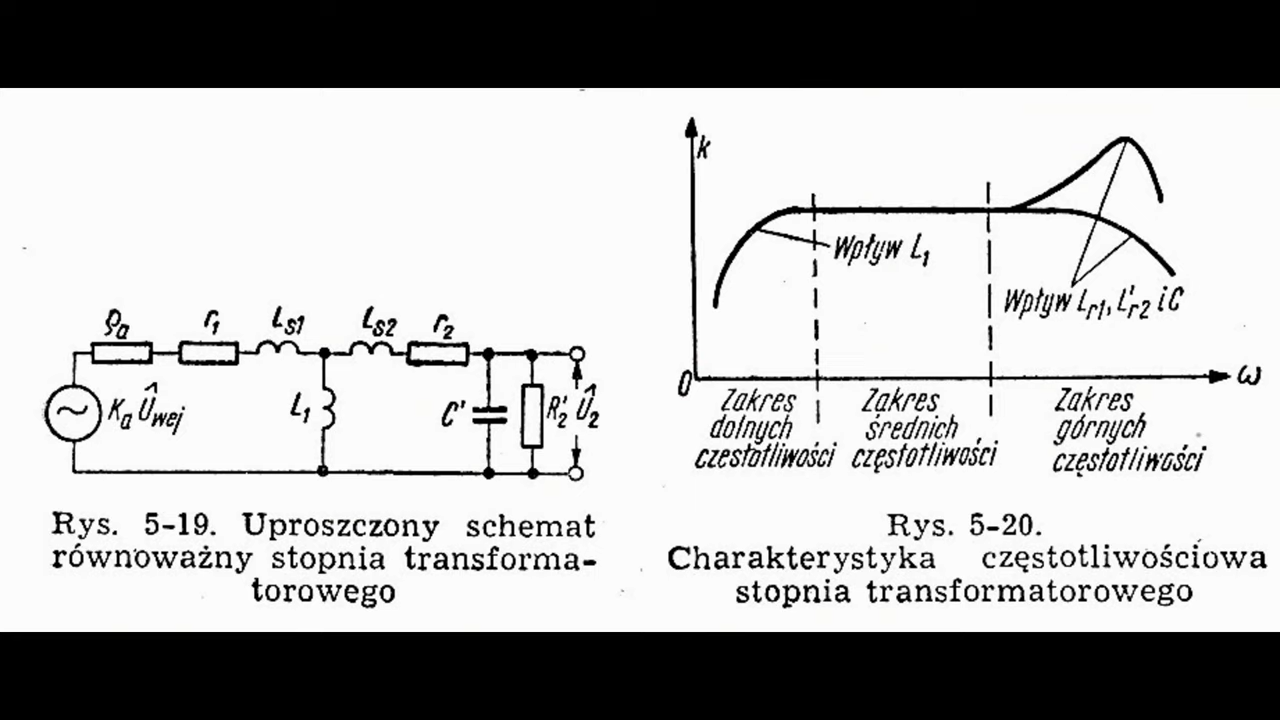 ρa r1 Ls1 Ls2 r2
Ka Ûwej L1 C' R'2 Û2
Rys. 5-19. Uproszczony schemat
równoważny stopnia transforma-
torowego
k
Wpływ L1
Wpływ Lr1, L'r2 i C
0 ω
Zakres
dolnych
częstotliwości
Zakres
średnich
częstotliwości
Zakres
górnych
częstotliwości
Rys. 5-20.
Charakterystyka częstotliwościowa
stopnia transformatorowego